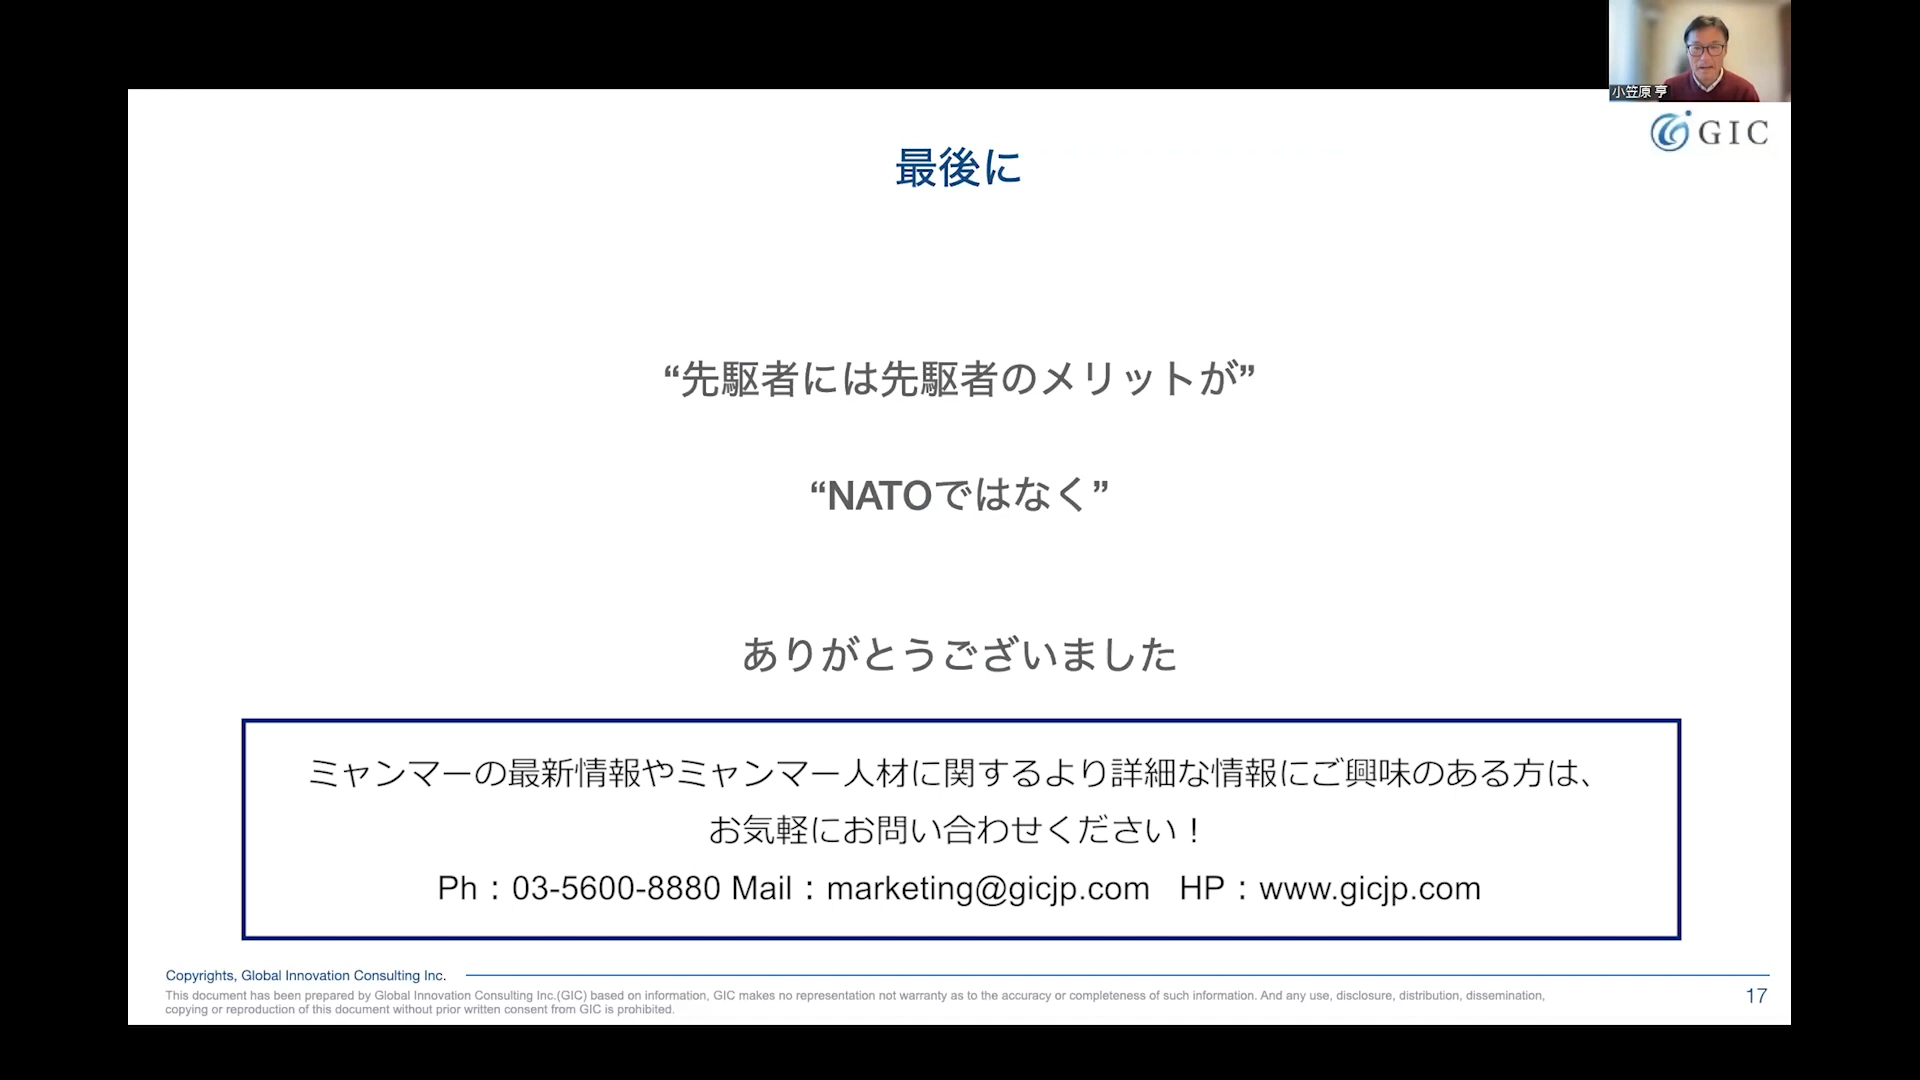 小笠原 亨
GIC
最後に
“先駆者には先駆者のメリットが”
“NATOではなく”
ありがとうございました
ミャンマーの最新情報やミャンマー人材に関するより詳細な情報にご興味のある方は、
お気軽にお問い合わせください！
Ph：03-5600-8880 Mail：marketing@gicjp.com HP：www.gicjp.com
Copyrights, Global Innovation Consulting Inc.
This document has been prepared by Global Innovation Consulting Inc.(GIC) based on information, GIC makes no representation not warranty as to the accuracy or completeness of such information. And any use, disclosure, distribution, dissemination,
copying or reproduction of this document without prior written consent from GIC is prohibited.
17